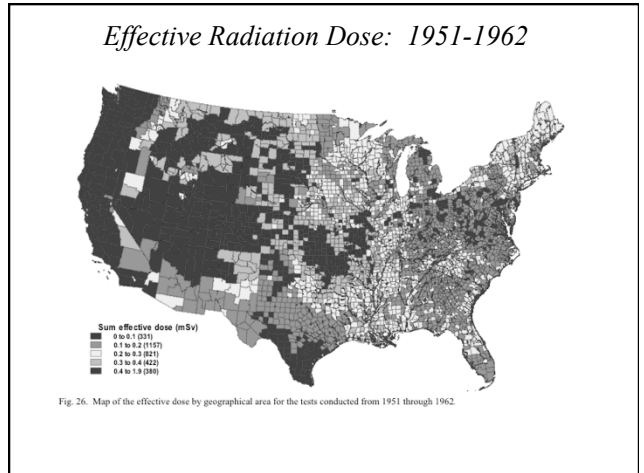 Effective Radiation Dose: 1951-1962
Sum effective dose (mSv)
0 to 0.1 (331)
0.1 to 0.2 (1157)
0.2 to 0.3 (821)
0.3 to 0.4 (422)
0.4 to 1.9 (380)
Fig. 26. Map of the effective dose by geographical area for the tests conducted from 1951 through 1962.